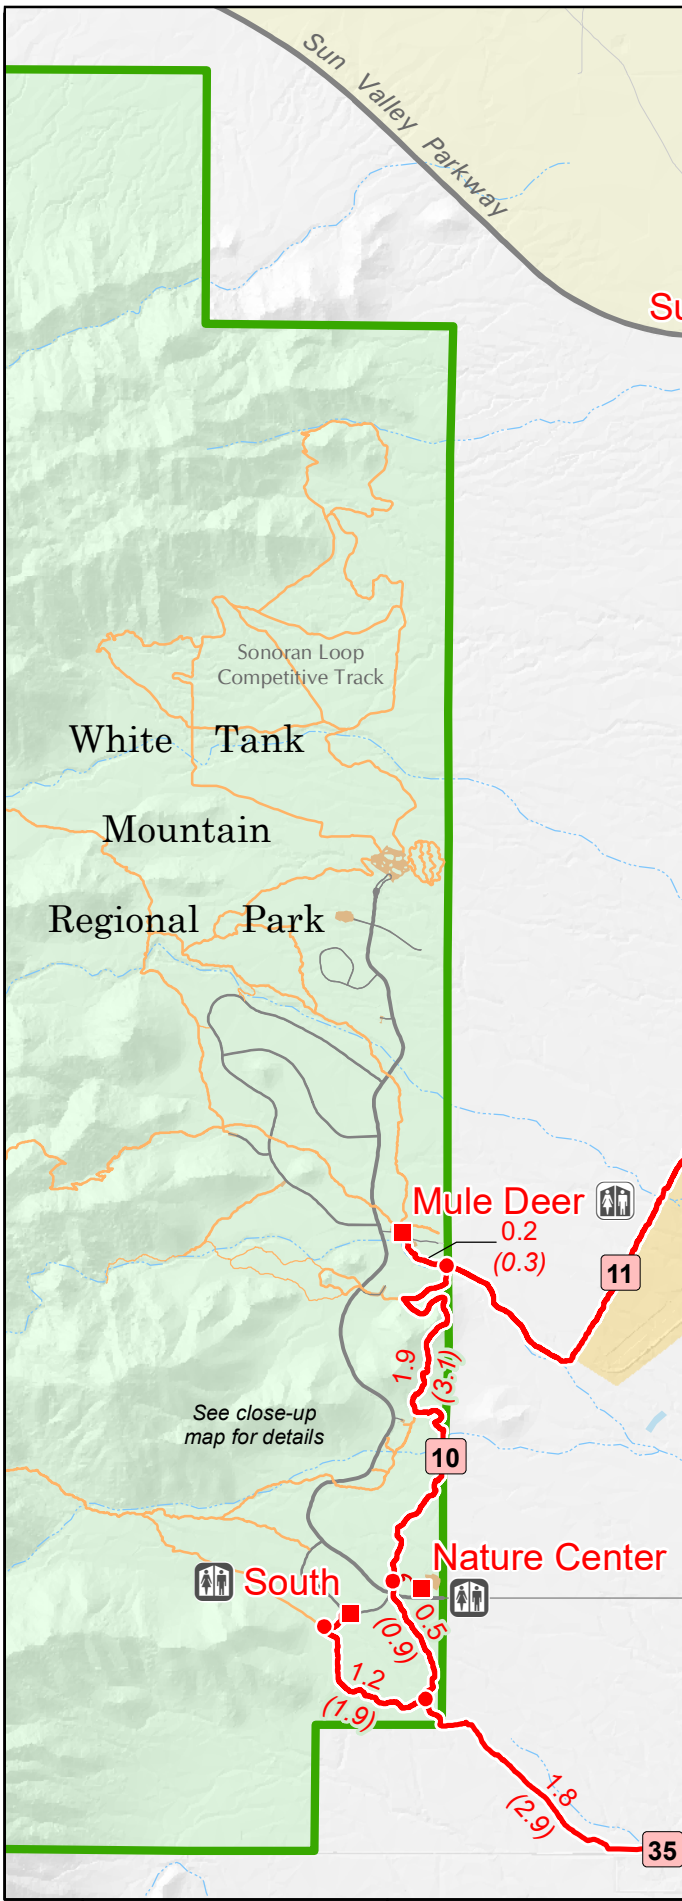 Sun Valley Parkway
Su
Sonoran Loop
Competitive Track
White Tank
Mountain
Regional Park
Mule Deer
0.2
(0.3)
11
1.9
(3.1)
See close-up
map for details
10
Nature Center
South
0.5
(0.9)
1.2
(1.9)
1.8
(2.9)
35